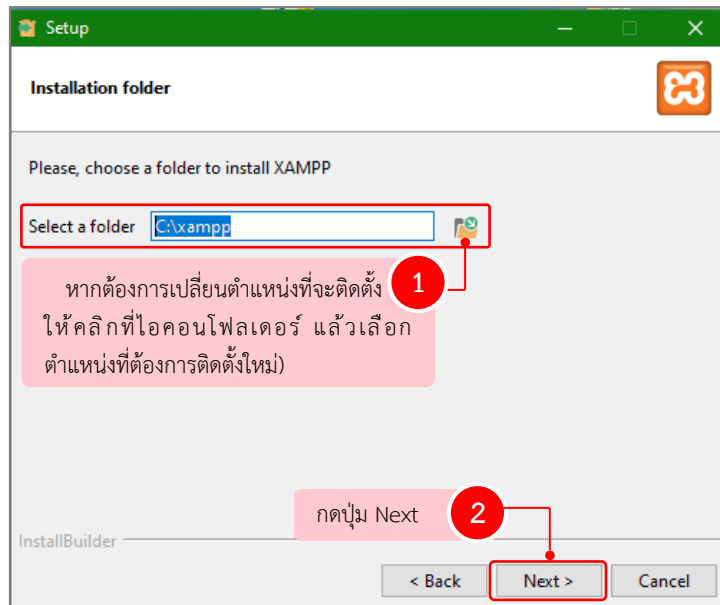 Setup
Installation folder
Please, choose a folder to install XAMPP
Select a folder C:\xampp
หากต้องการเปลี่ยนตำแหน่งที่จะติดตั้ง 1
ให้คลิกที่ไอคอนโฟลเดอร์ แล้วเลือก
ตำแหน่งที่ต้องการติดตั้งใหม่)
กดปุ่ม Next 2
InstallBuilder
< Back Next > Cancel